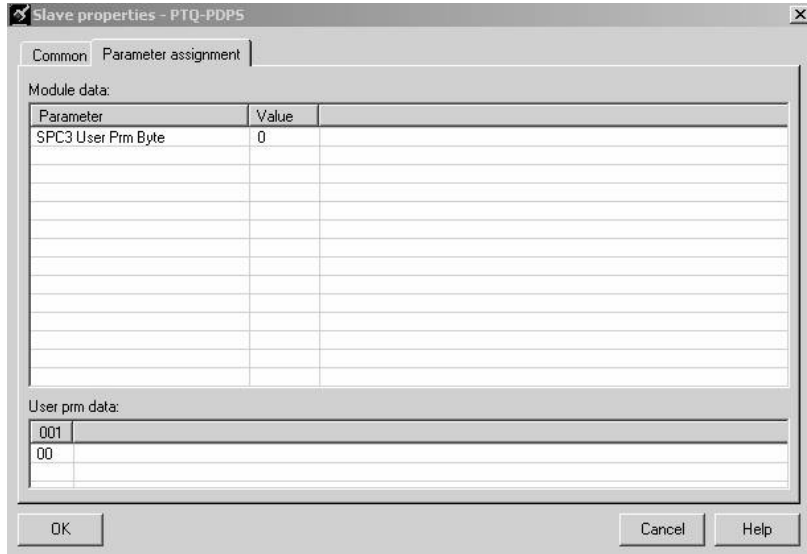 Slave properties - PTQ-PDPS
Common Parameter assignment
Module data:
Parameter Value
SPC3 User Prm Byte 0
User prm data:
001
00
OK Cancel Help